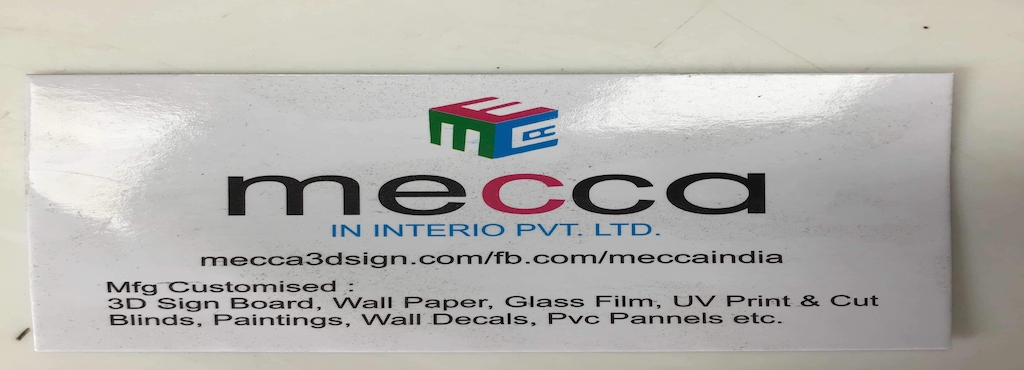 mecca
IN INTERIO PVT. LTD.
mecca3dsign.com/fb.com/meccaindia
Mfg Customised :
3D Sign Board, Wall Paper, Glass Film, UV Print & Cut
Blinds, Paintings, Wall Decals, Pvc Pannels etc.